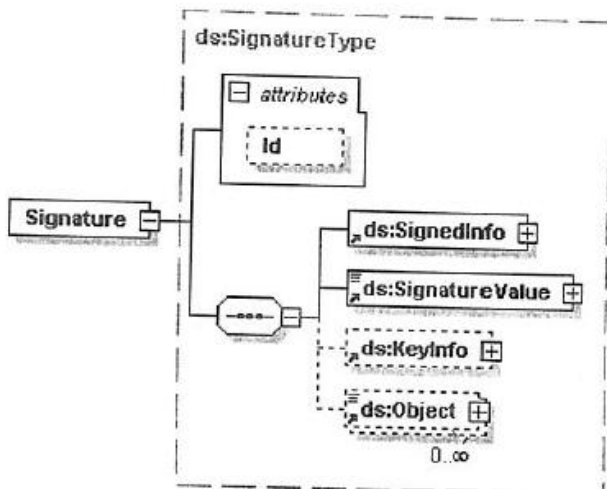 ds:SignatureType
attributes
Id
Signature
ds:SignedInfo
ds:SignatureValue
ds:KeyInfo
ds:Object
0..∞